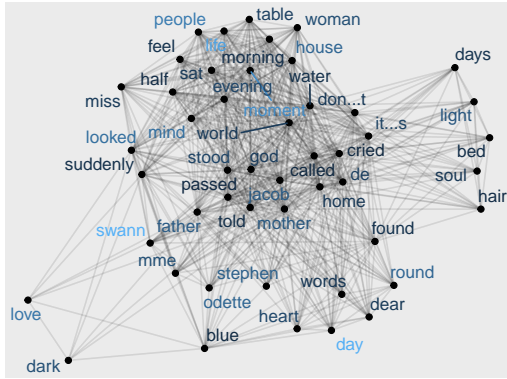 table
people
woman
life
feel
morning
house
days
half
sat
water
evening
miss
moment
don...t
light
mind
world
it...s
looked
bed
suddenly
stood
god
called
cried
soul
passed
jacob
de
home
hair
swann
father
told
mother
found
mme
stephen
odette
words
round
love
blue
heart
dear
day
dark